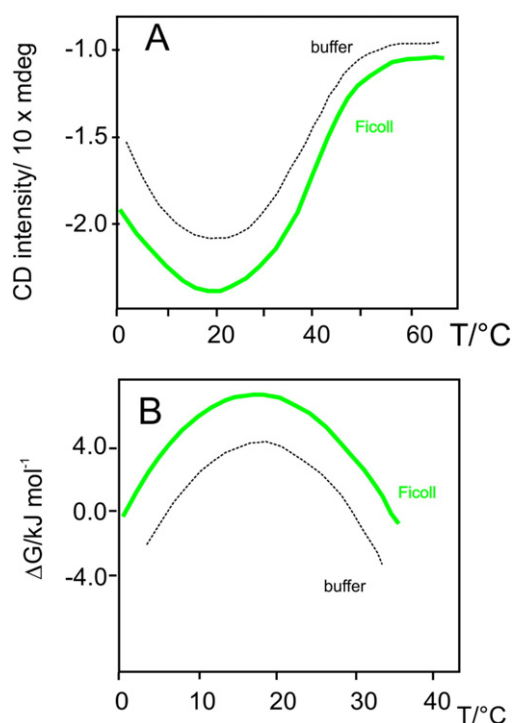 A
buffer
Ficoll
CD intensity/ 10 x mdeg
-1.0
-1.5
-2.0
0 20 40 60 T/°C
B
Ficoll
buffer
ΔG/kJ mol⁻¹
4.0
0.0
-4.0
0 10 20 30 40 T/°C